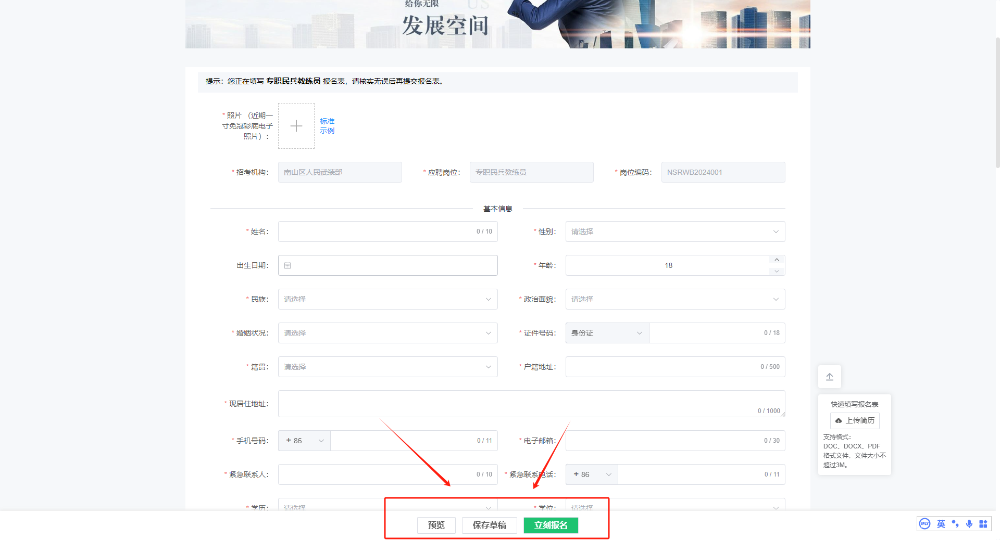 给你无限
US
发展空间
提示：您正在填写 专职民兵教练员 报名表，请核实无误后再提交报名表。
* 照片 （近期一
寸免冠彩底电子
照片）：
标准
示例
* 招考机构： 南山区人民武装部 * 应聘岗位： 专职民兵教练员 * 岗位编码： NSRWB2024001
基本信息
* 姓名： 0 / 10 * 性别： 请选择
出生日期： * 年龄： 18
* 民族： 请选择 * 政治面貌： 请选择
* 婚姻状况： 请选择 * 证件号码： 身份证 0 / 18
* 籍贯： 请选择 * 户籍地址： 0 / 500
* 现居住地址： 0 / 1000
* 手机号码： + 86 0 / 11 * 电子邮箱： 0 / 30
* 紧急联系人： 0 / 10 * 紧急联系电话： + 86 0 / 11
* 学历： 请选择 * 学位： 请选择
预览 保存草稿 立刻报名
快速填写报名表
上传简历
支持格式：
DOC、DOCX、PDF
格式文件，文件大小不
超过3M。
iFLY 英